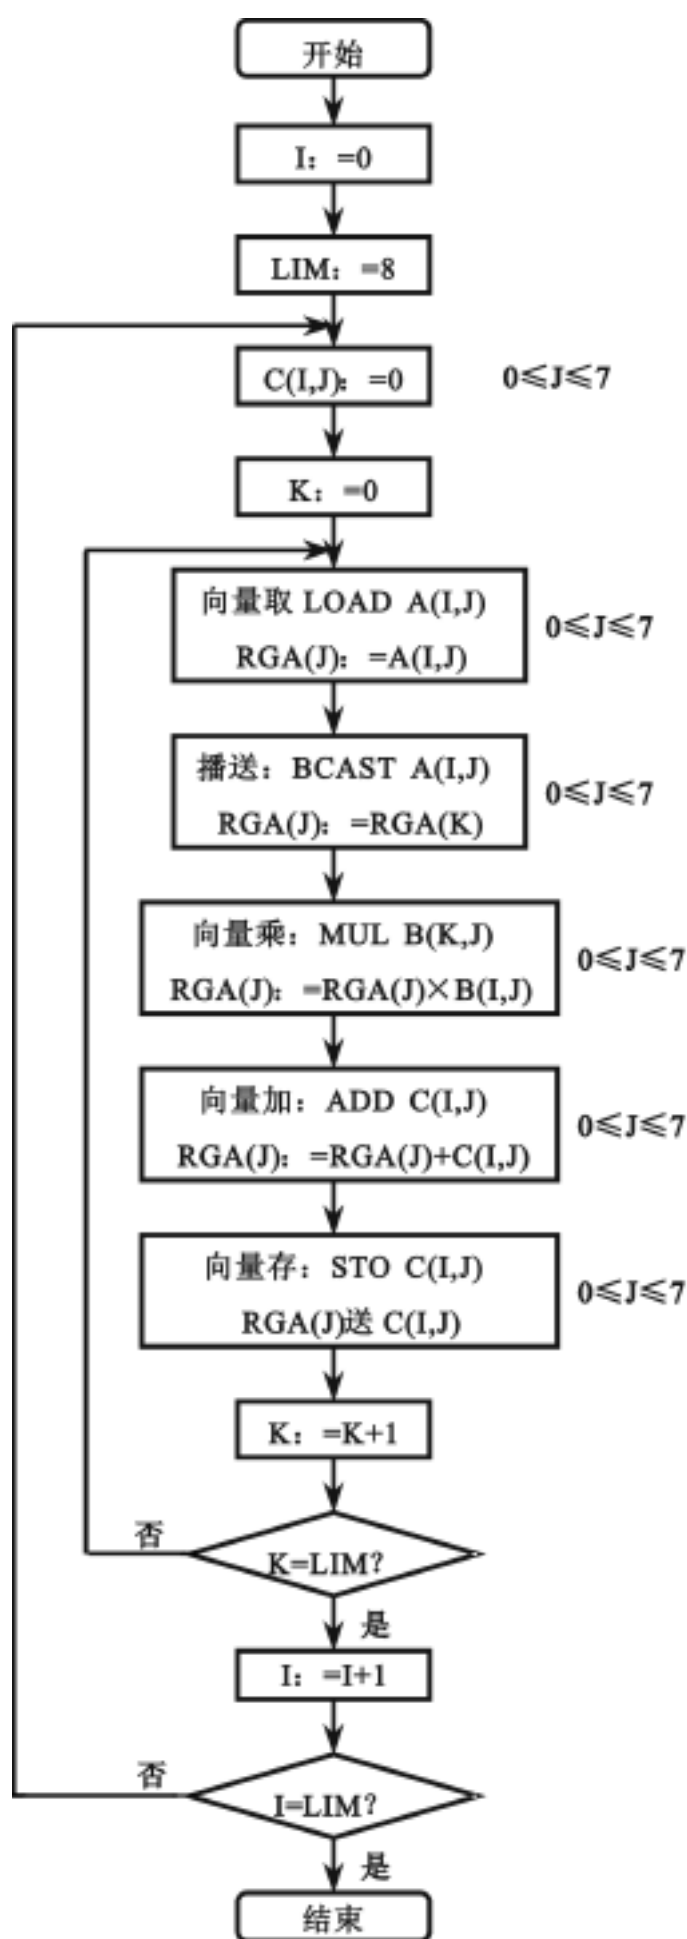 开始
I：=0
LIM：=8
C(I,J)：=0
0≤J≤7
K：=0
向量取 LOAD A(I,J)
RGA(J)：=A(I,J)
0≤J≤7
播送：BCAST A(I,J)
RGA(J)：=RGA(K)
0≤J≤7
向量乘：MUL B(K,J)
RGA(J)：=RGA(J)×B(I,J)
0≤J≤7
向量加：ADD C(I,J)
RGA(J)：=RGA(J)+C(I,J)
0≤J≤7
向量存：STO C(I,J)
RGA(J)送 C(I,J)
0≤J≤7
K：=K+1
否
K=LIM?
是
I：=I+1
否
I=LIM?
是
结束